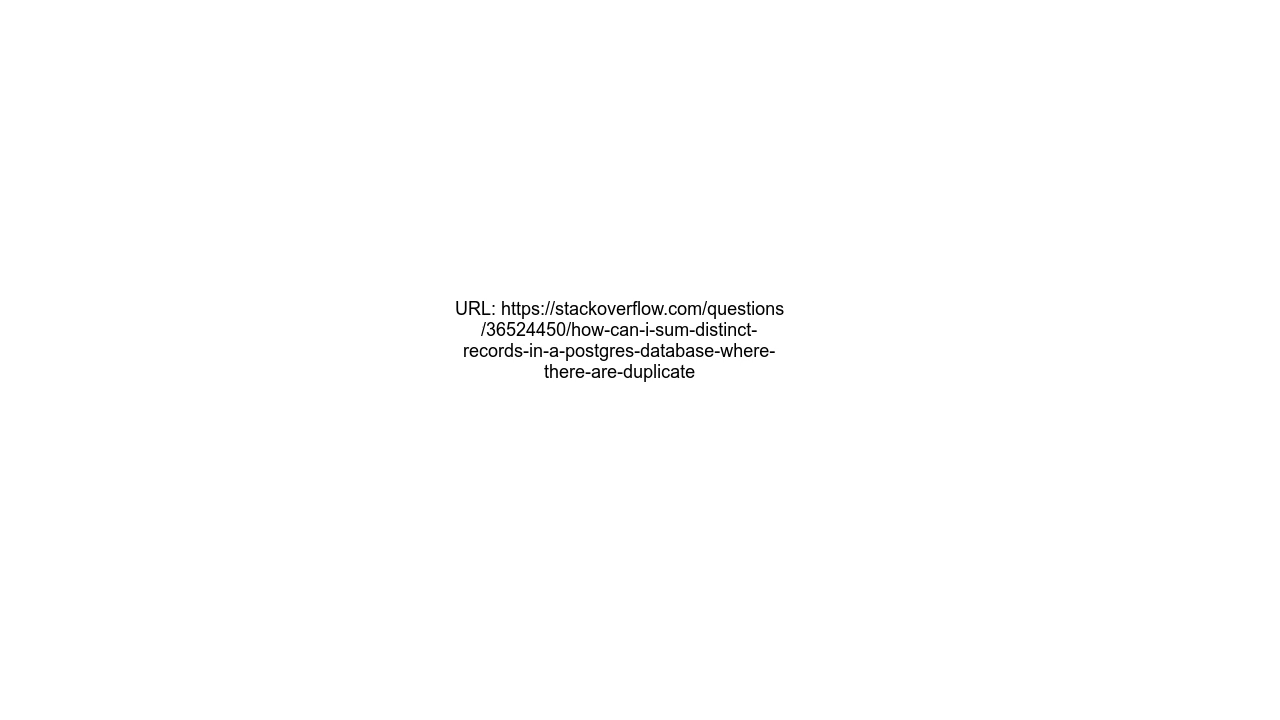 URL: https://stackoverflow.com/questions
/36524450/how-can-i-sum-distinct-
records-in-a-postgres-database-where-
there-are-duplicate